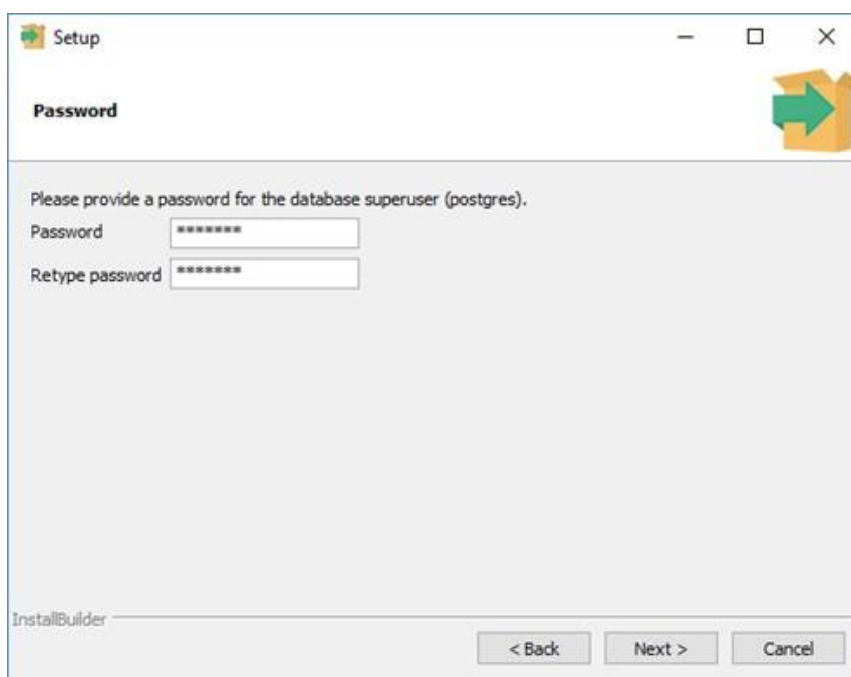 Setup
Password
Please provide a password for the database superuser (postgres).
Password *******
Retype password *******
InstallBuilder
< Back Next > Cancel